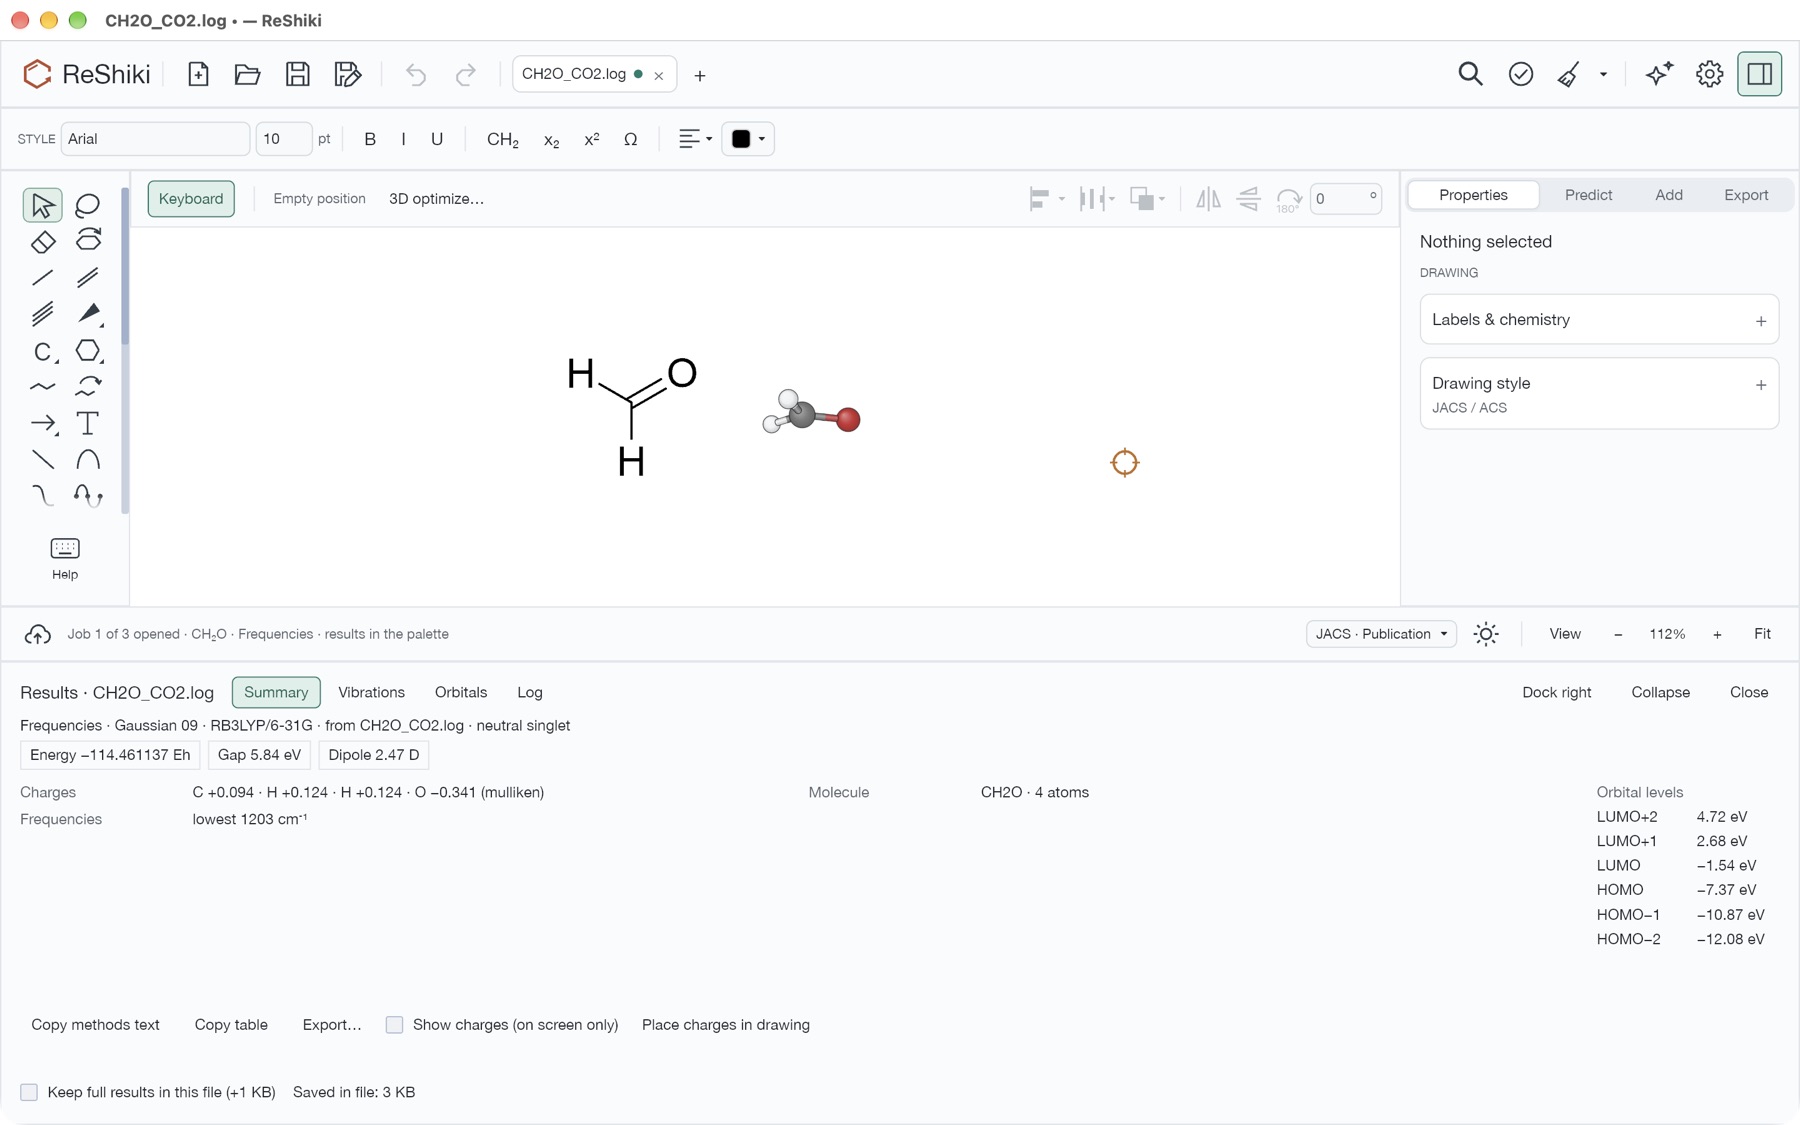 CH2O_CO2.log • — ReShiki
ReShiki
CH2O_CO2.log ● × +
STYLE Arial 10 pt B I U CH₂ x₂ x² Ω
Keyboard Empty position 3D optimize... 180° 0 °
Properties Predict Add Export
Nothing selected
DRAWING
Labels & chemistry +
Drawing style +
JACS / ACS
C
T
H O
H
Help
Job 1 of 3 opened · CH₂O · Frequencies · results in the palette
JACS · Publication View − 112% + Fit
Results · CH2O_CO2.log Summary Vibrations Orbitals Log Dock right Collapse Close
Frequencies · Gaussian 09 · RB3LYP/6-31G · from CH2O_CO2.log · neutral singlet
Energy −114.461137 Eh Gap 5.84 eV Dipole 2.47 D
Charges C +0.094 · H +0.124 · H +0.124 · O −0.341 (mulliken)
Frequencies lowest 1203 cm⁻¹
Molecule CH2O · 4 atoms
Orbital levels
LUMO+2 4.72 eV
LUMO+1 2.68 eV
LUMO −1.54 eV
HOMO −7.37 eV
HOMO−1 −10.87 eV
HOMO−2 −12.08 eV
Copy methods text Copy table Export... Show charges (on screen only) Place charges in drawing
Keep full results in this file (+1 KB) Saved in file: 3 KB